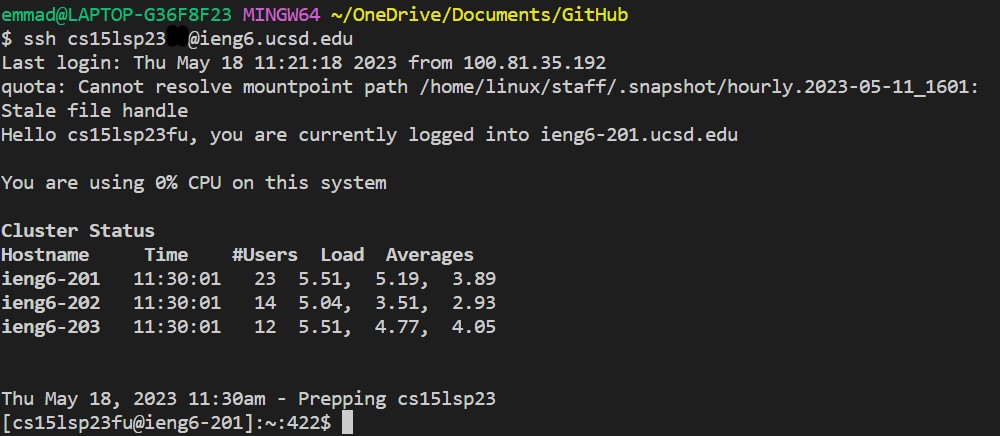 emmad@LAPTOP-G36F8F23 MINGW64 ~/OneDrive/Documents/GitHub
$ ssh cs15lsp23 @ieng6.ucsd.edu
Last login: Thu May 18 11:21:18 2023 from 100.81.35.192
quota: Cannot resolve mountpoint path /home/linux/staff/.snapshot/hourly.2023-05-11_1601:
Stale file handle
Hello cs15lsp23fu, you are currently logged into ieng6-201.ucsd.edu
You are using 0% CPU on this system
Cluster Status
Hostname Time #Users Load Averages
ieng6-201 11:30:01 23 5.51, 5.19, 3.89
ieng6-202 11:30:01 14 5.04, 3.51, 2.93
ieng6-203 11:30:01 12 5.51, 4.77, 4.05
Thu May 18, 2023 11:30am - Prepping cs15lsp23
[cs15lsp23fu@ieng6-201]:~:422$